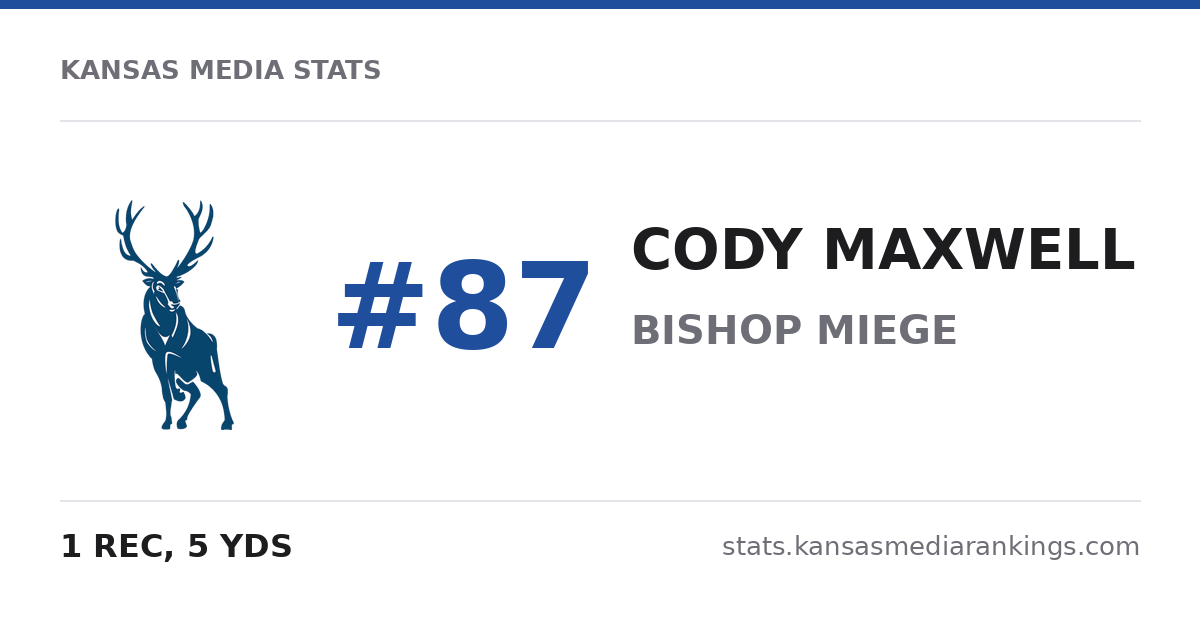 KANSAS MEDIA STATS
#87
CODY MAXWELL
BISHOP MIEGE
1 REC, 5 YDS
stats.kansasmediarankings.com